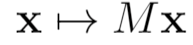 𝐱 ↦ 𝑀𝐱